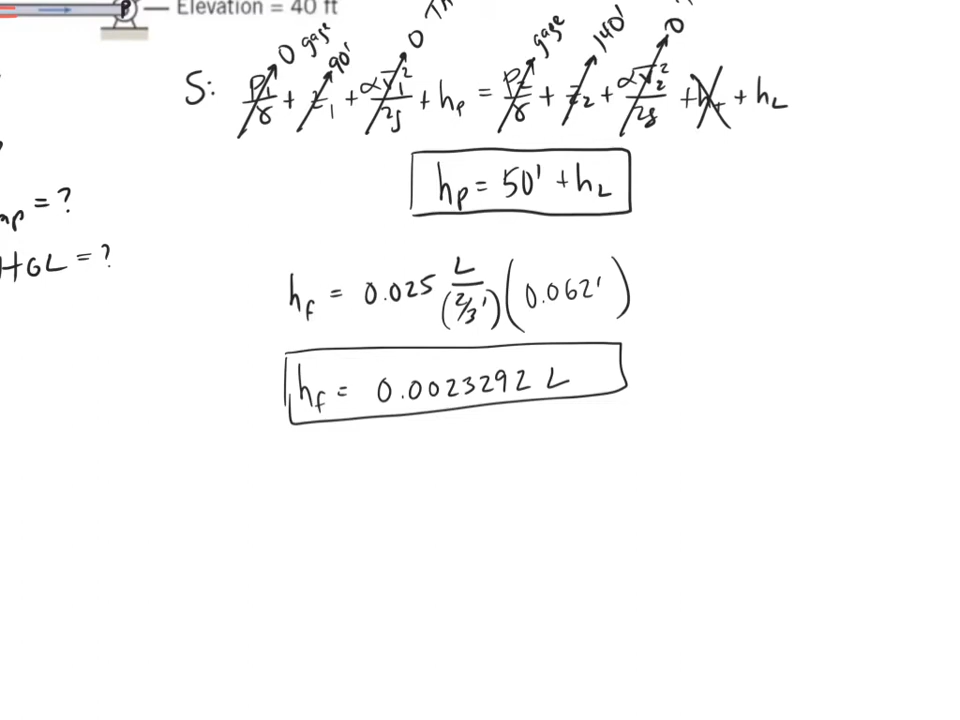 Elevation = 40 ft
0 gage 90' 0 gage 140' 0
S: P₁/γ + z₁ + αV₁²/2g + hp = P₂/γ + z₂ + αV₂²/2g + ht + hL
hp = 50' + hL
= ?
HGL = ?
hf = 0.025 L/(2/3') (0.062')
hf = 0.0023292 L